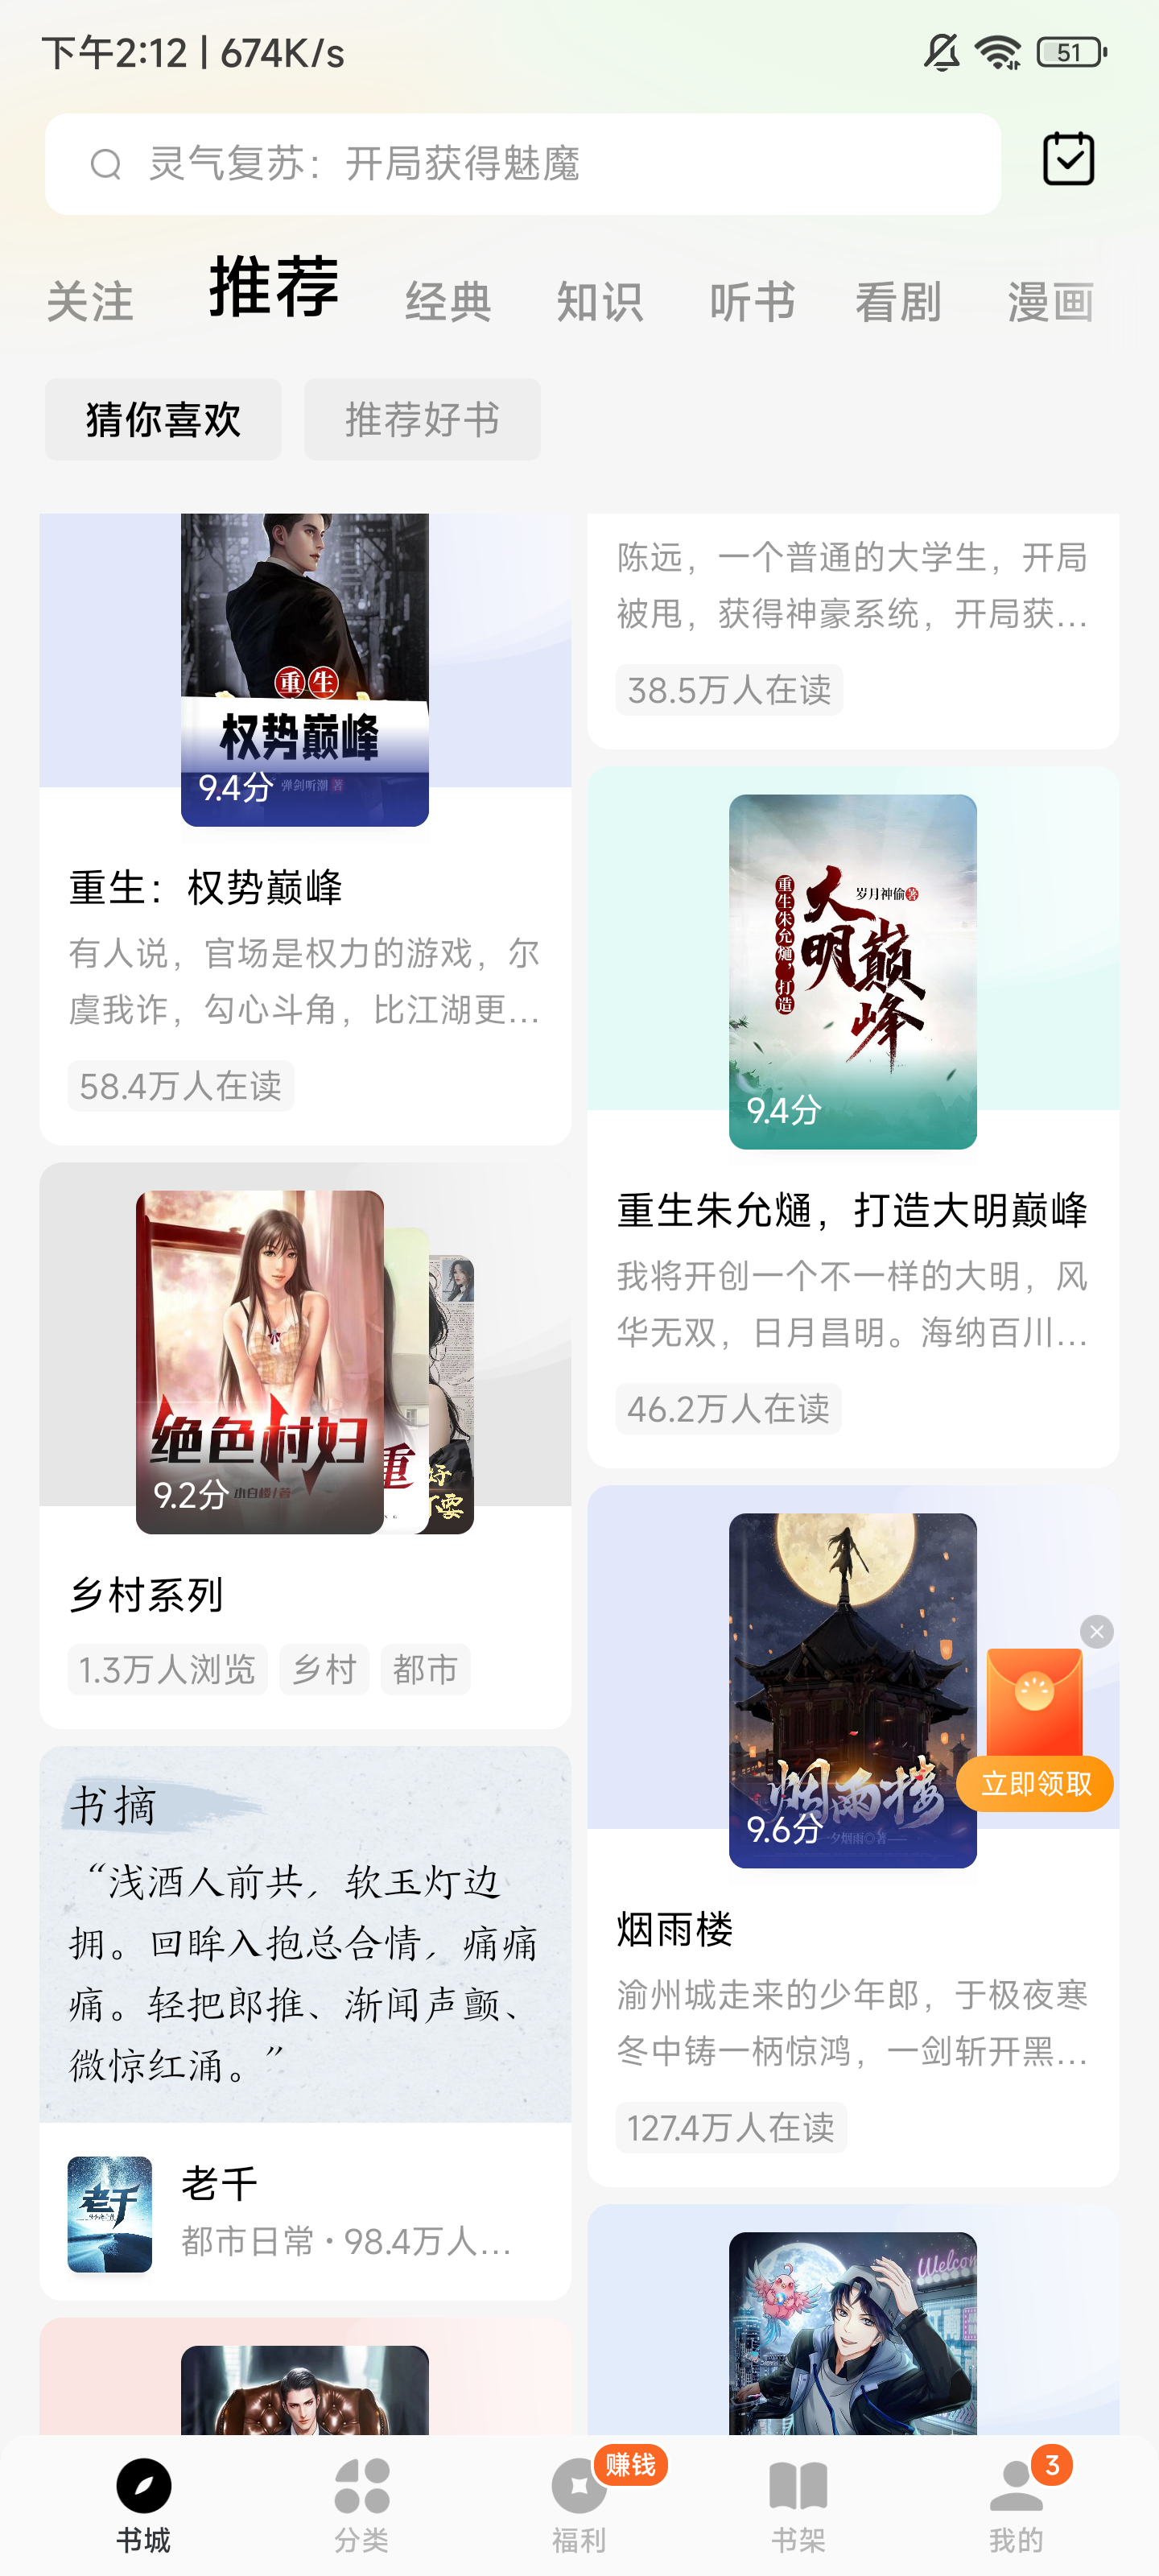 下午2:12 | 674K/s
51
灵气复苏：开局获得魅魔
关注
推荐
经典
知识
听书
看剧
漫画
猜你喜欢
推荐好书
重生
权势巅峰
弹剑听潮 著
9.4分
重生：权势巅峰
有人说，官场是权力的游戏，尔
虞我诈，勾心斗角，比江湖更...
58.4万人在读
绝色村妇
小白楼/著
9.2分
重
乡村系列
1.3万人浏览
乡村
都市
书摘
“浅酒人前共，软玉灯边
拥。回眸入抱总合情，痛痛
痛。轻把郎推、渐闻声颤、
微惊红涌。”
老千
老千
都市日常·98.4万人...
陈远，一个普通的大学生，开局
被甩，获得神豪系统，开局获...
38.5万人在读
重生朱允熥，打造
大明巅峰
岁月神偷 著
9.4分
重生朱允熥，打造大明巅峰
我将开创一个不一样的大明，风
华无双，日月昌明。海纳百川...
46.2万人在读
烟雨楼
一夕烟雨◎著
9.6分
立即领取
烟雨楼
渝州城走来的少年郎，于极夜寒
冬中铸一柄惊鸿，一剑斩开黑...
127.4万人在读
Welcom
书城
分类
赚钱
福利
书架
3
我的